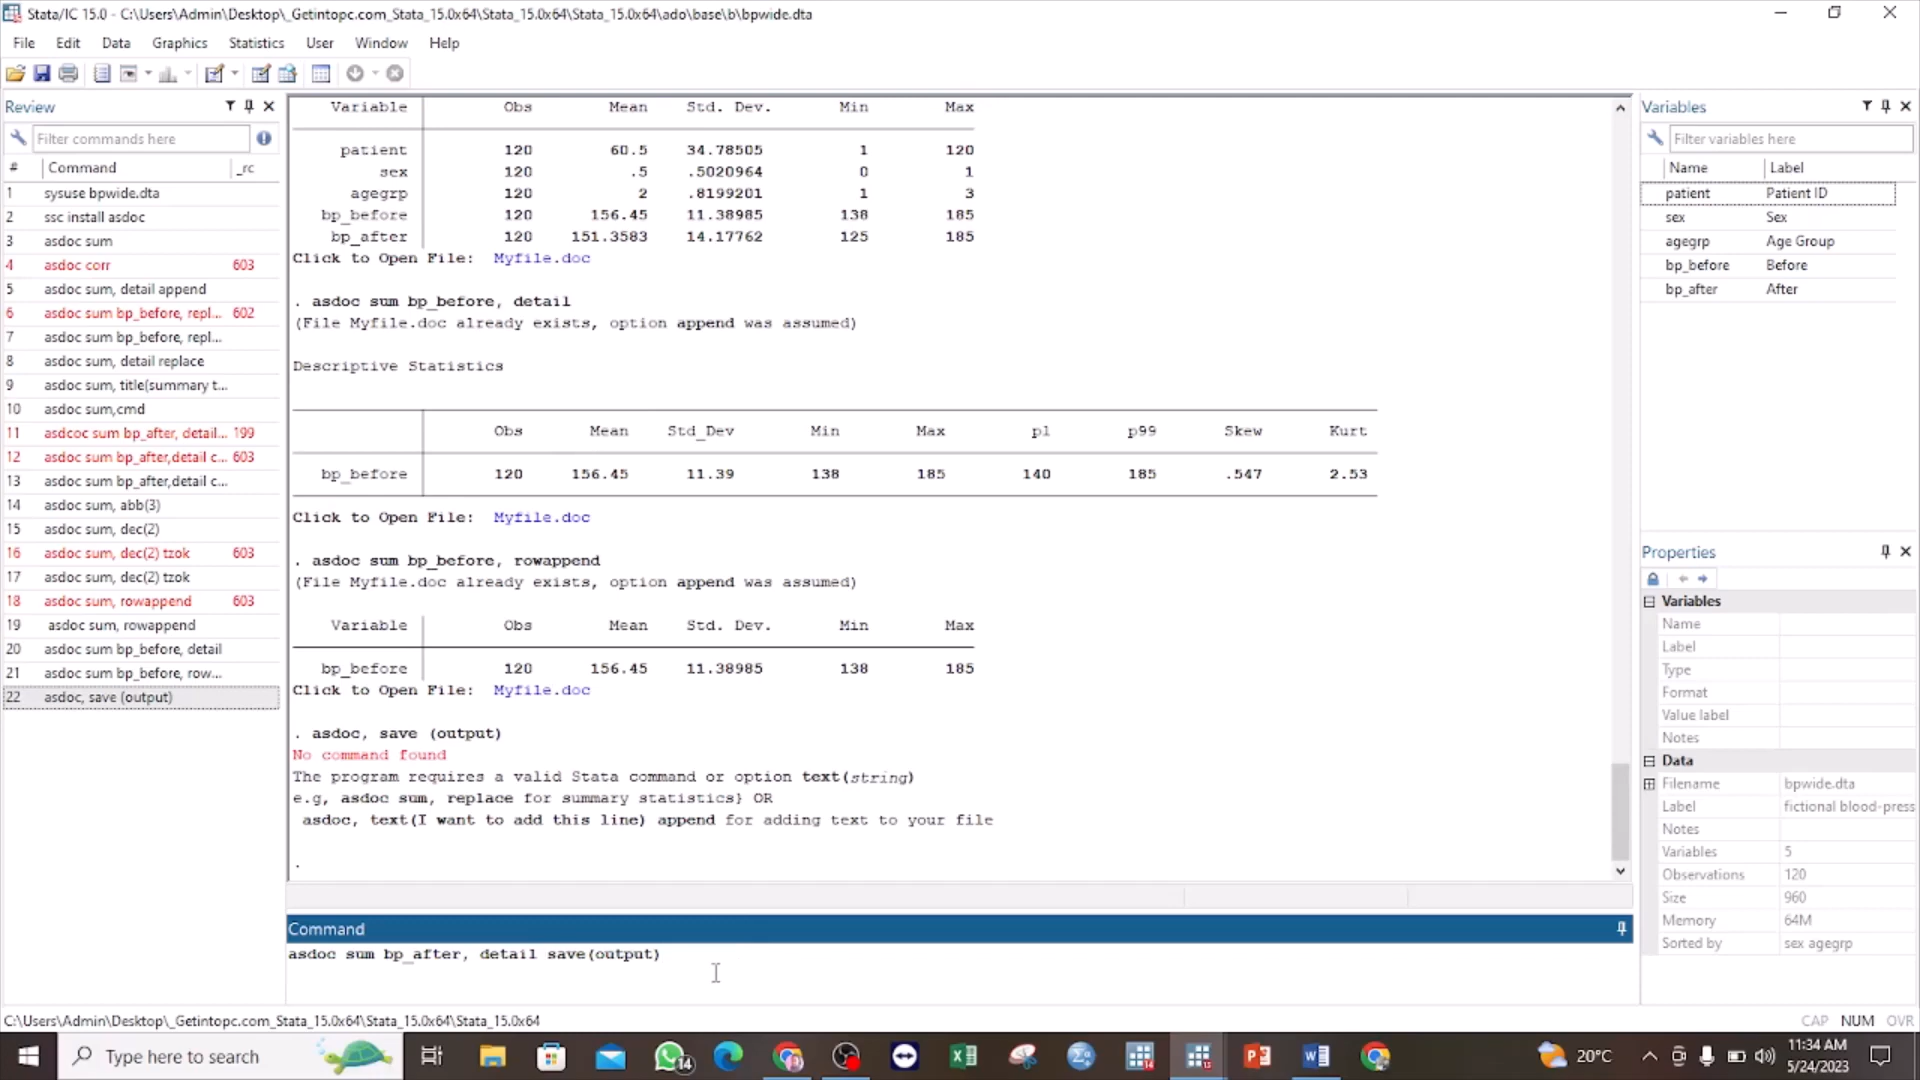 Stata/IC 15.0 - C:\Users\Admin\Desktop\_Getintopc.com_Stata_15.0x64\Stata_15.0x64\Stata_15.0x64\ado\base\b\bpwide.dta
File Edit Data Graphics Statistics User Window Help
Review
Filter commands here
# Command _rc
1 sysuse bpwide.dta
2 ssc install asdoc
3 asdoc sum
4 asdoc corr 603
5 asdoc sum, detail append
6 asdoc sum bp_before, repl... 602
7 asdoc sum bp_before, repl...
8 asdoc sum, detail replace
9 asdoc sum, title(summary t...
10 asdoc sum,cmd
11 asdcoc sum bp_after, detail... 199
12 asdoc sum bp_after,detail c... 603
13 asdoc sum bp_after,detail c...
14 asdoc sum, abb(3)
15 asdoc sum, dec(2)
16 asdoc sum, dec(2) tzok 603
17 asdoc sum, dec(2) tzok
18 asdoc sum, rowappend 603
19 asdoc sum, rowappend
20 asdoc sum bp_before, detail
21 asdoc sum bp_before, row...
22 asdoc, save (output)
Variable Obs Mean Std. Dev. Min Max
patient 120 60.5 34.78505 1 120
sex 120 .5 .5020964 0 1
agegrp 120 2 .8199201 1 3
bp_before 120 156.45 11.38985 138 185
bp_after 120 151.3583 14.17762 125 185
Click to Open File: Myfile.doc
. asdoc sum bp_before, detail
(File Myfile.doc already exists, option append was assumed)
Descriptive Statistics
Obs Mean Std_Dev Min Max p1 p99 Skew Kurt
bp_before 120 156.45 11.39 138 185 140 185 .547 2.53
Click to Open File: Myfile.doc
. asdoc sum bp_before, rowappend
(File Myfile.doc already exists, option append was assumed)
Variable Obs Mean Std. Dev. Min Max
bp_before 120 156.45 11.38985 138 185
Click to Open File: Myfile.doc
. asdoc, save (output)
No command found
The program requires a valid Stata command or option text(string)
e.g, asdoc sum, replace for summary statistics} OR
asdoc, text(I want to add this line) append for adding text to your file
.
Command
asdoc sum bp_after, detail save(output)
Variables
Filter variables here
Name Label
patient Patient ID
sex Sex
agegrp Age Group
bp_before Before
bp_after After
Properties
Variables
Name
Label
Type
Format
Value label
Notes
Data
Filename bpwide.dta
Label fictional blood-press
Notes
Variables 5
Observations 120
Size 960
Memory 64M
Sorted by sex agegrp
C:\Users\Admin\Desktop\_Getintopc.com_Stata_15.0x64\Stata_15.0x64\Stata_15.0x64
CAP NUM OVR
Type here to search
14
20°C
11:34 AM
5/24/2023